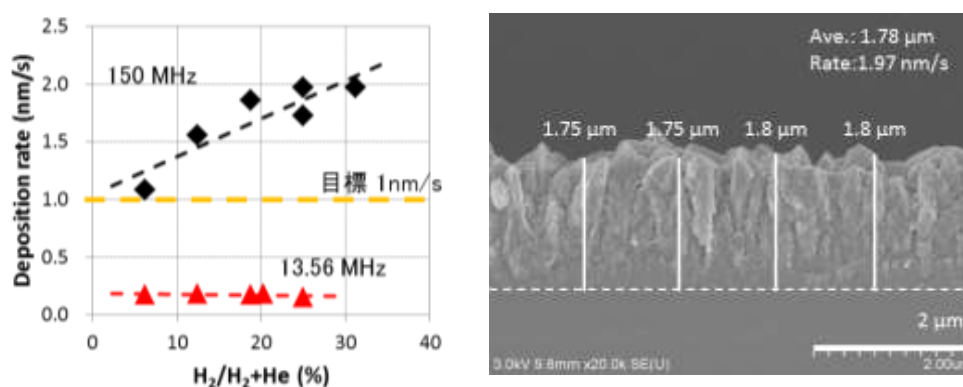 2.5
2.0
1.5
1.0
0.5
0.0
Deposition rate (nm/s)
150 MHz
目標 1nm/s
13.56 MHz
0 10 20 30 40
H₂/H₂+He (%)
Ave.: 1.78 μm
Rate:1.97 nm/s
1.75 μm 1.75 μm 1.8 μm 1.8 μm
2 μm
3.0kV 9.6mm x20.0k SE(U) 2.00um